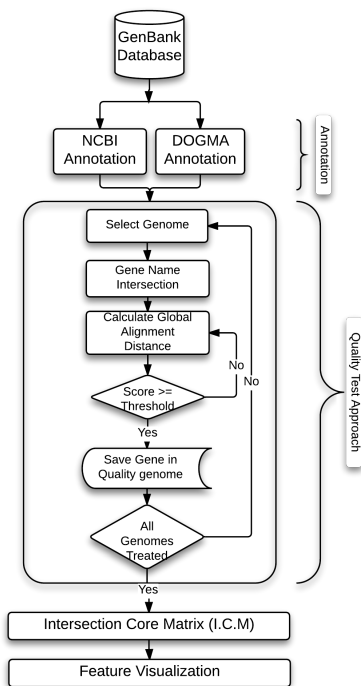 GenBank
Database
NCBI
Annotation
DOGMA
Annotation
Annotation
Select Genome
Gene Name
Intersection
Calculate Global
Alignment
Distance
Score >=
Threshold
No
No
Yes
Save Gene in
Quality genome
All
Genomes
Treated
Quality Test Approach
Yes
Intersection Core Matrix (I.C.M)
Feature Visualization